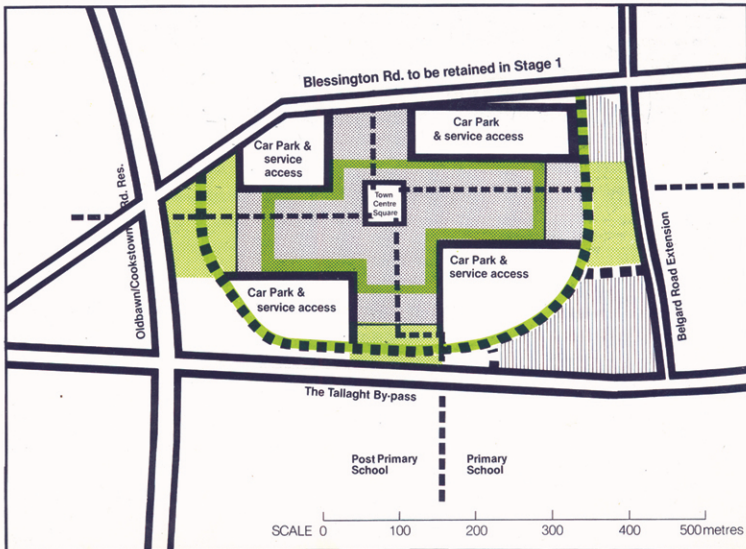 Blessington Rd. to be retained in Stage 1
Car Park &
service
access
Car Park
& service access
Town
Centre
Square
Oldbawn/Cookstown
Rd. Res.
Car Park &
service access
Car Park &
service access
Belgard Road Extension
The Tallaght By-pass
Post Primary
School
Primary
School
SCALE 0 100 200 300 400 500 metres